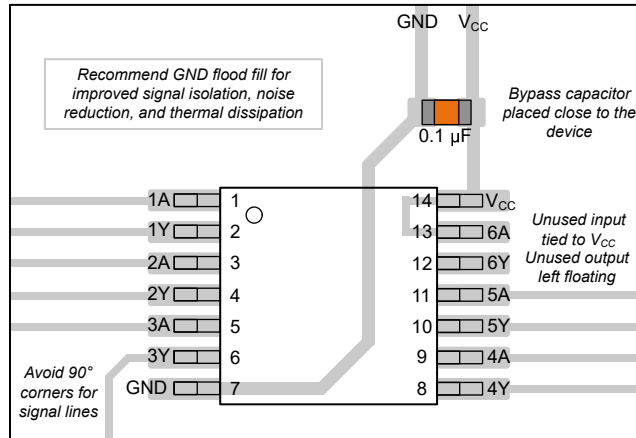 GND V_CC
Recommend GND flood fill for
improved signal isolation, noise
reduction, and thermal dissipation
Bypass capacitor
placed close to the
device
0.1 µF
1A 1 14 V_CC
1Y 2 13 6A
2A 3 12 6Y
2Y 4 11 5A
3A 5 10 5Y
3Y 6 9 4A
GND 7 8 4Y
Unused input
tied to V_CC
Unused output
left floating
Avoid 90°
corners for
signal lines